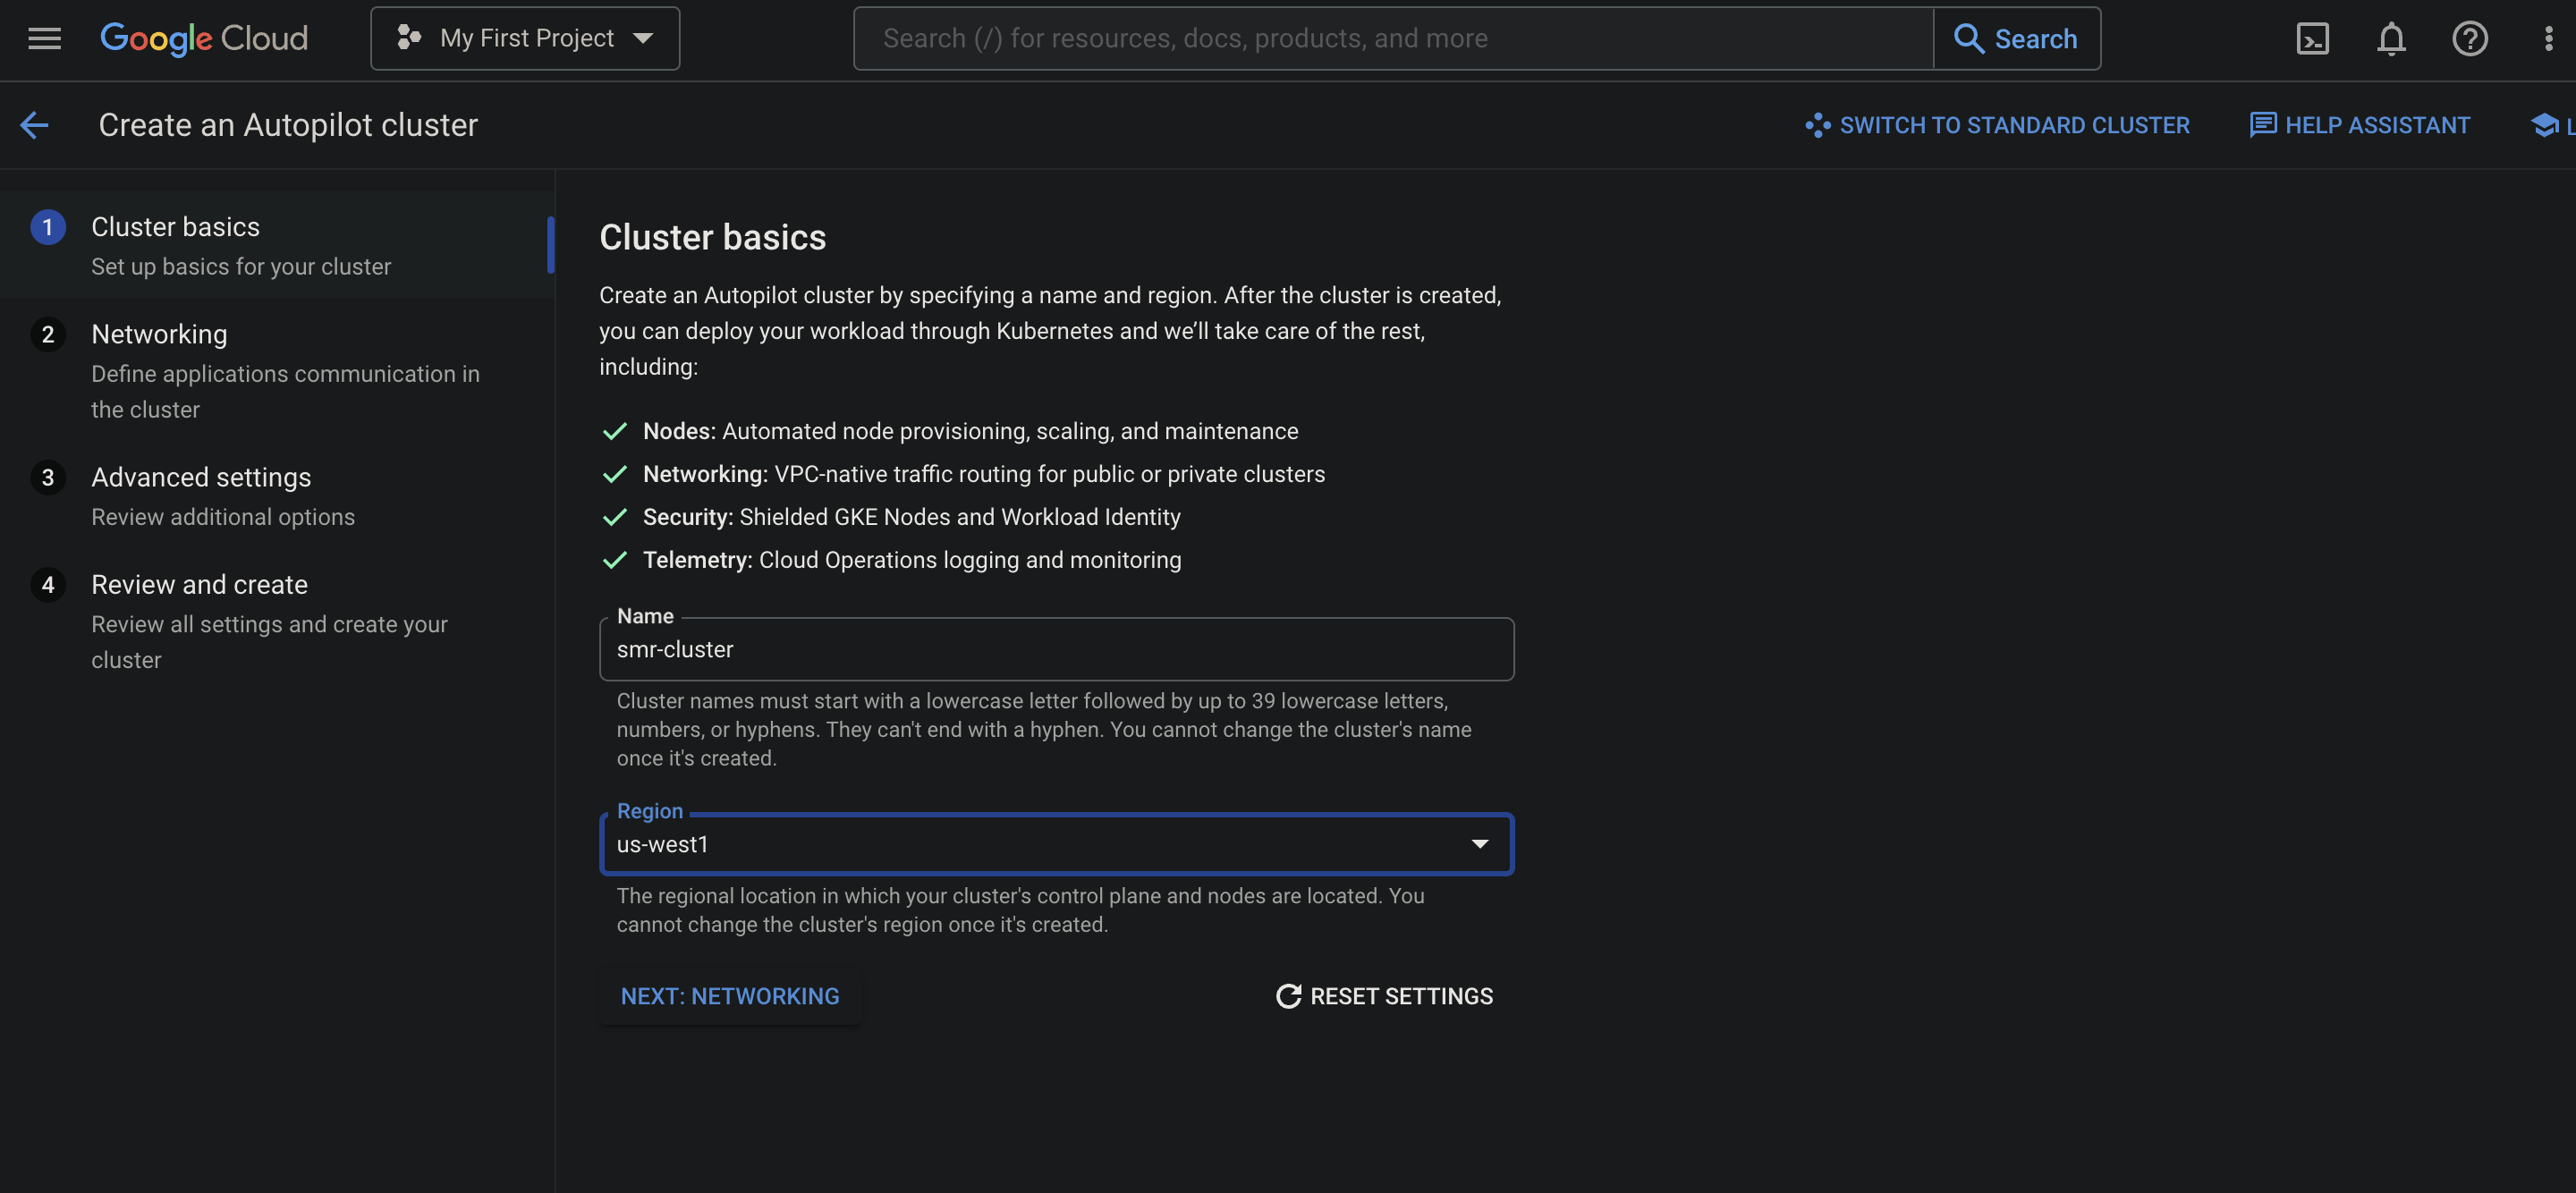 Google Cloud
My First Project
Search (/) for resources, docs, products, and more
Search
Create an Autopilot cluster
SWITCH TO STANDARD CLUSTER
HELP ASSISTANT
L
1 Cluster basics
Set up basics for your cluster
2 Networking
Define applications communication in
the cluster
3 Advanced settings
Review additional options
4 Review and create
Review all settings and create your
cluster
Cluster basics
Create an Autopilot cluster by specifying a name and region. After the cluster is created,
you can deploy your workload through Kubernetes and we’ll take care of the rest,
including:
Nodes: Automated node provisioning, scaling, and maintenance
Networking: VPC-native traffic routing for public or private clusters
Security: Shielded GKE Nodes and Workload Identity
Telemetry: Cloud Operations logging and monitoring
Name
smr-cluster
Cluster names must start with a lowercase letter followed by up to 39 lowercase letters,
numbers, or hyphens. They can't end with a hyphen. You cannot change the cluster's name
once it's created.
Region
us-west1
The regional location in which your cluster's control plane and nodes are located. You
cannot change the cluster's region once it's created.
NEXT: NETWORKING
RESET SETTINGS